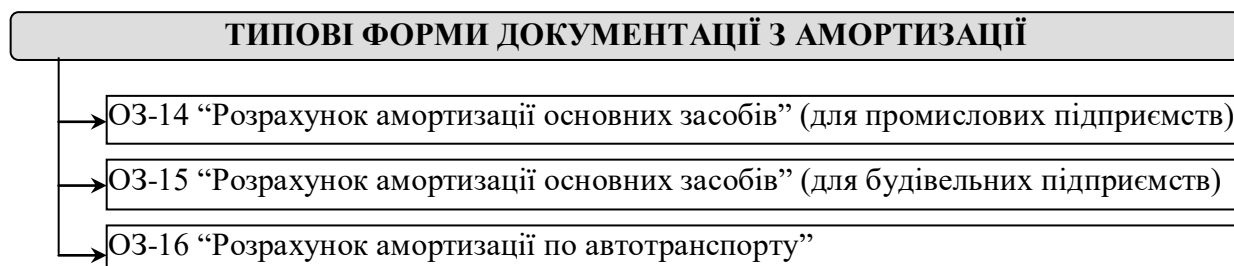 ТИПОВІ ФОРМИ ДОКУМЕНТАЦІЇ З АМОРТИЗАЦІЇ
ОЗ-14 “Розрахунок амортизації основних засобів” (для промислових підприємств)
ОЗ-15 “Розрахунок амортизації основних засобів” (для будівельних підприємств)
ОЗ-16 “Розрахунок амортизації по автотранспорту”